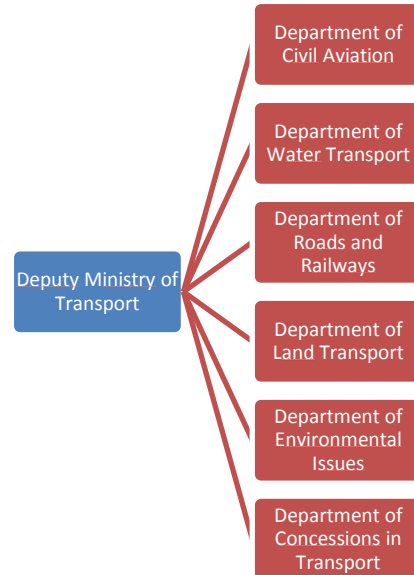 Department of
Civil Aviation
Department of
Water Transport
Department of
Roads and
Railways
Deputy Ministry of
Transport
Department of
Land Transport
Department of
Environmental
Issues
Department of
Concessions in
Transport